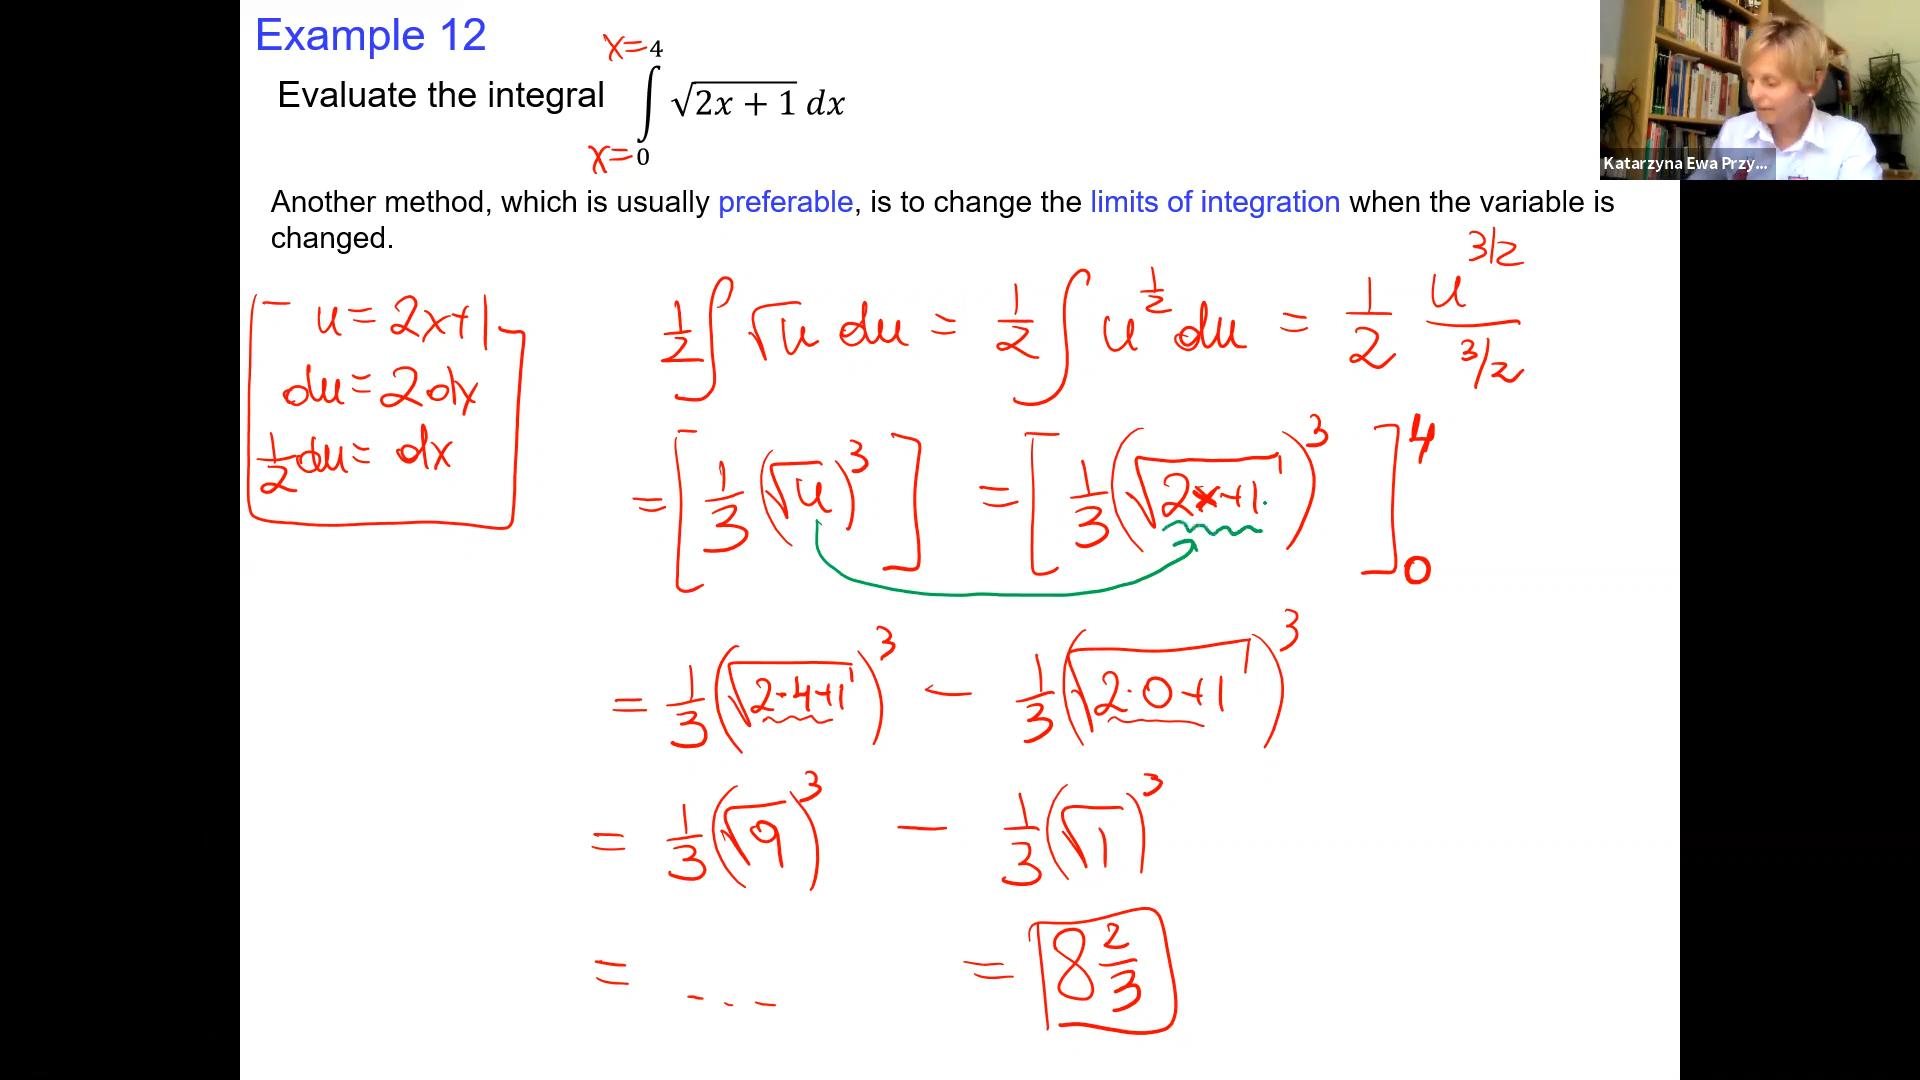 Example 12
Evaluate the integral ∫ √2x + 1 dx
x=4
x=0
Katarzyna Ewa Przy...
Another method, which is usually preferable, is to change the limits of integration when the variable is
changed.
u = 2x+1
du = 2dx
1/2 du = dx
1/2 ∫ √u du = 1/2 ∫ u^1/2 du = 1/2 u^3/2 / 3/2
= [1/3 (√u)^3] = [1/3 (√2x+1)^3]^4_0
= 1/3 (√2·4+1)^3 − 1/3 (√2·0+1)^3
= 1/3 (√9)^3 − 1/3 (√1)^3
= ... = 8 2/3